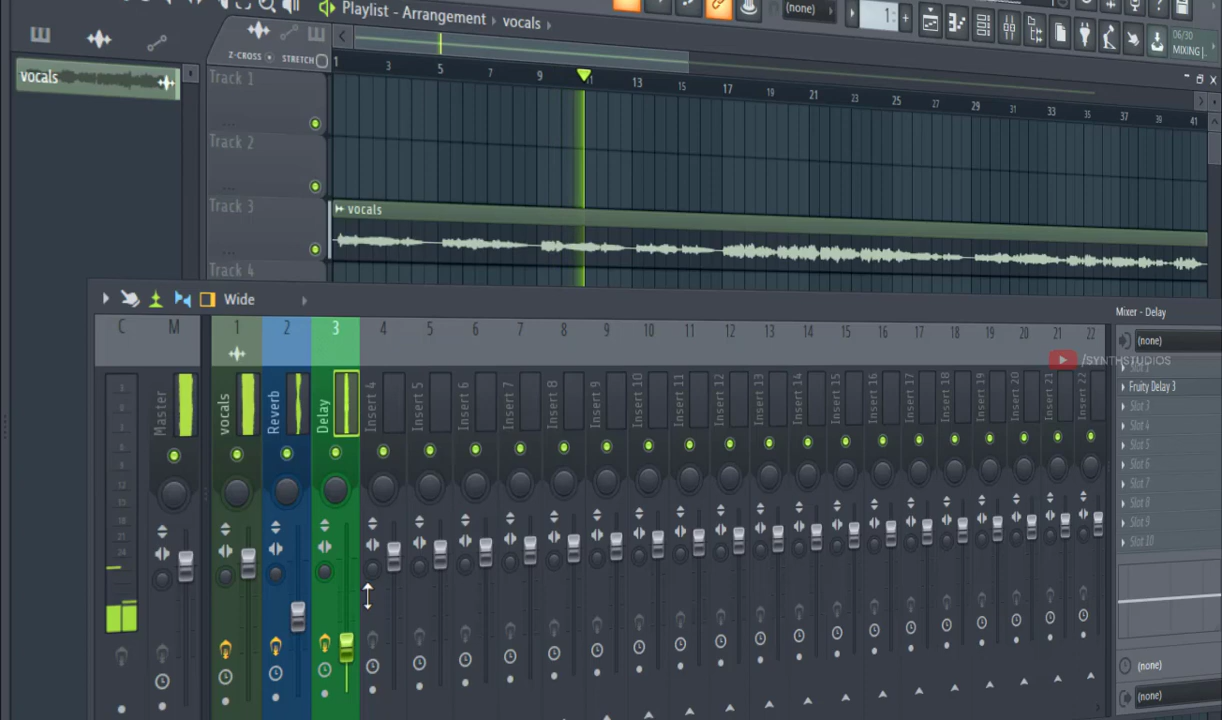 Playlist - Arrangement › vocals ›
(none)
1
06/30
MIXING |
vocals
Z-CROSS
STRETCH
1 3 5 7 9 11 13 15 17 19 21 23 25 27 29 31 33 35 37 39 41
Track 1
Track 2
Track 3
vocals
Track 4
Wide
Mixer - Delay
C M 1 2 3 4 5 6 7 8 9 10 11 12 13 14 15 16 17 18 19 20 21 22
(none)
/SYNTHSTUDIOS
Master
vocals
Reverb
Delay
Insert 4
Insert 5
Insert 6
Insert 7
Insert 8
Insert 9
Insert 10
Insert 11
Insert 12
Insert 13
Insert 14
Insert 15
Insert 16
Insert 17
Insert 18
Insert 19
Insert 20
Insert 21
Insert 22
Slot 1
Fruity Delay 3
Slot 3
Slot 4
Slot 5
Slot 6
Slot 7
Slot 8
Slot 9
Slot 10
(none)
(none)